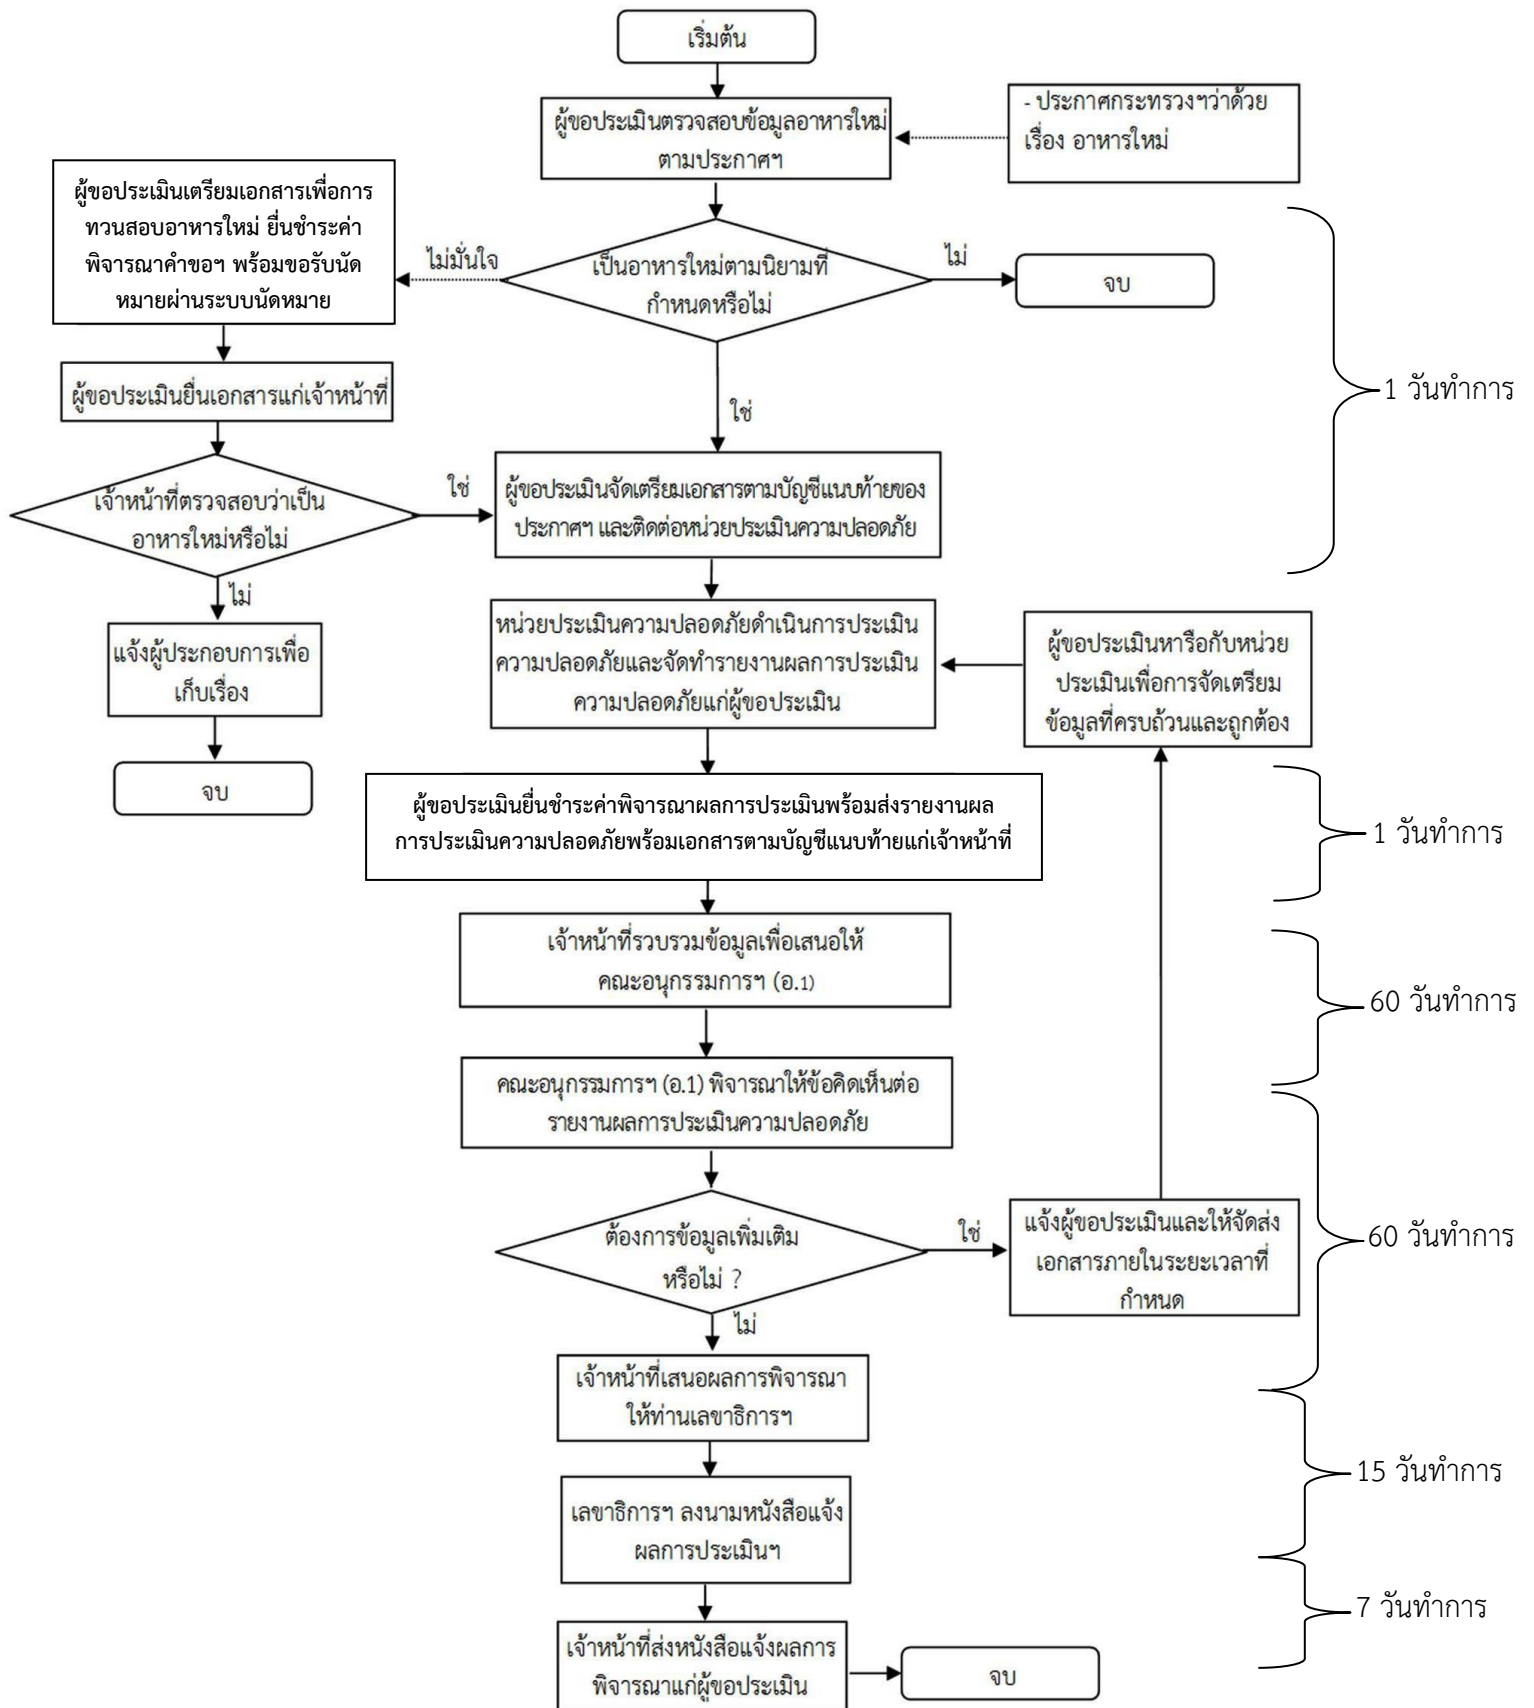 เริ่มต้น
ผู้ขอประเมินตรวจสอบข้อมูลอาหารใหม่
ตามประกาศฯ
- ประกาศกระทรวงฯว่าด้วย
เรื่อง อาหารใหม่
ผู้ขอประเมินเตรียมเอกสารเพื่อการ
ทวนสอบอาหารใหม่ ยื่นชำระค่า
พิจารณาคำขอฯ พร้อมขอรับนัด
หมายผ่านระบบนัดหมาย
ไม่มั่นใจ
เป็นอาหารใหม่ตามนิยามที่
กำหนดหรือไม่
ไม่
จบ
1 วันทำการ
ผู้ขอประเมินยื่นเอกสารแก่เจ้าหน้าที่
ใช่
เจ้าหน้าที่ตรวจสอบว่าเป็น
อาหารใหม่หรือไม่
ใช่
ผู้ขอประเมินจัดเตรียมเอกสารตามบัญชีแนบท้ายของ
ประกาศฯ และติดต่อหน่วยประเมินความปลอดภัย
ไม่
แจ้งผู้ประกอบการเพื่อ
เก็บเรื่อง
จบ
หน่วยประเมินความปลอดภัยดำเนินการประเมิน
ความปลอดภัยและจัดทำรายงานผลการประเมิน
ความปลอดภัยแก่ผู้ขอประเมิน
ผู้ขอประเมินหารือกับหน่วย
ประเมินเพื่อการจัดเตรียม
ข้อมูลที่ครบถ้วนและถูกต้อง
ผู้ขอประเมินยื่นชำระค่าพิจารณาผลการประเมินพร้อมส่งรายงานผล
การประเมินความปลอดภัยพร้อมเอกสารตามบัญชีแนบท้ายแก่เจ้าหน้าที่
1 วันทำการ
เจ้าหน้าที่รวบรวมข้อมูลเพื่อเสนอให้
คณะอนุกรรมการฯ (อ.1)
60 วันทำการ
คณะอนุกรรมการฯ (อ.1) พิจารณาให้ข้อคิดเห็นต่อ
รายงานผลการประเมินความปลอดภัย
ต้องการข้อมูลเพิ่มเติม
หรือไม่ ?
ใช่
แจ้งผู้ขอประเมินและให้จัดส่ง
เอกสารภายในระยะเวลาที่
กำหนด
60 วันทำการ
ไม่
เจ้าหน้าที่เสนอผลการพิจารณา
ให้ท่านเลขาธิการฯ
15 วันทำการ
เลขาธิการฯ ลงนามหนังสือแจ้ง
ผลการประเมินฯ
7 วันทำการ
เจ้าหน้าที่ส่งหนังสือแจ้งผลการ
พิจารณาแก่ผู้ขอประเมิน
จบ